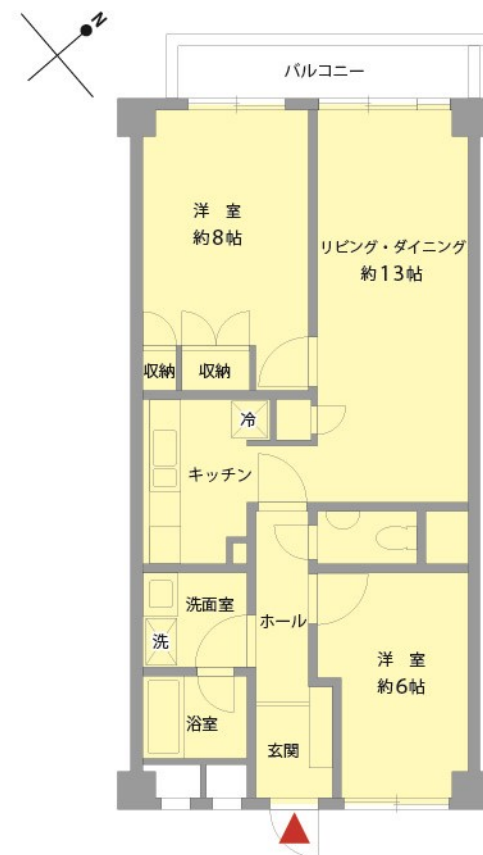 N
バルコニー
洋 室
約8帖
リビング・ダイニング
約13帖
収納
収納
冷
キッチン
洗面室
洗
ホール
洋 室
約6帖
浴室
玄関